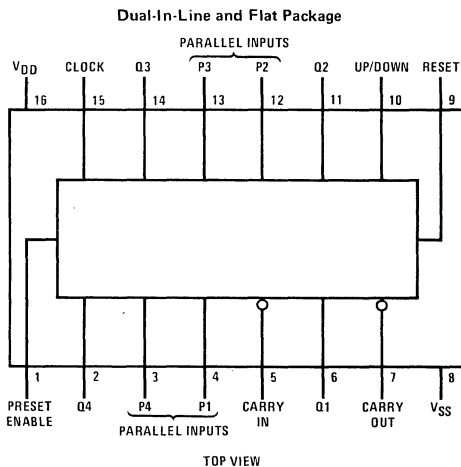 Dual-In-Line and Flat Package
PARALLEL INPUTS
VDD CLOCK Q3 P3 P2 Q2 UP/DOWN RESET
16 15 14 13 12 11 10 9
1 2 3 4 5 6 7 8
PRESET ENABLE Q4 P4 P1 CARRY IN Q1 CARRY OUT VSS
PARALLEL INPUTS
TOP VIEW